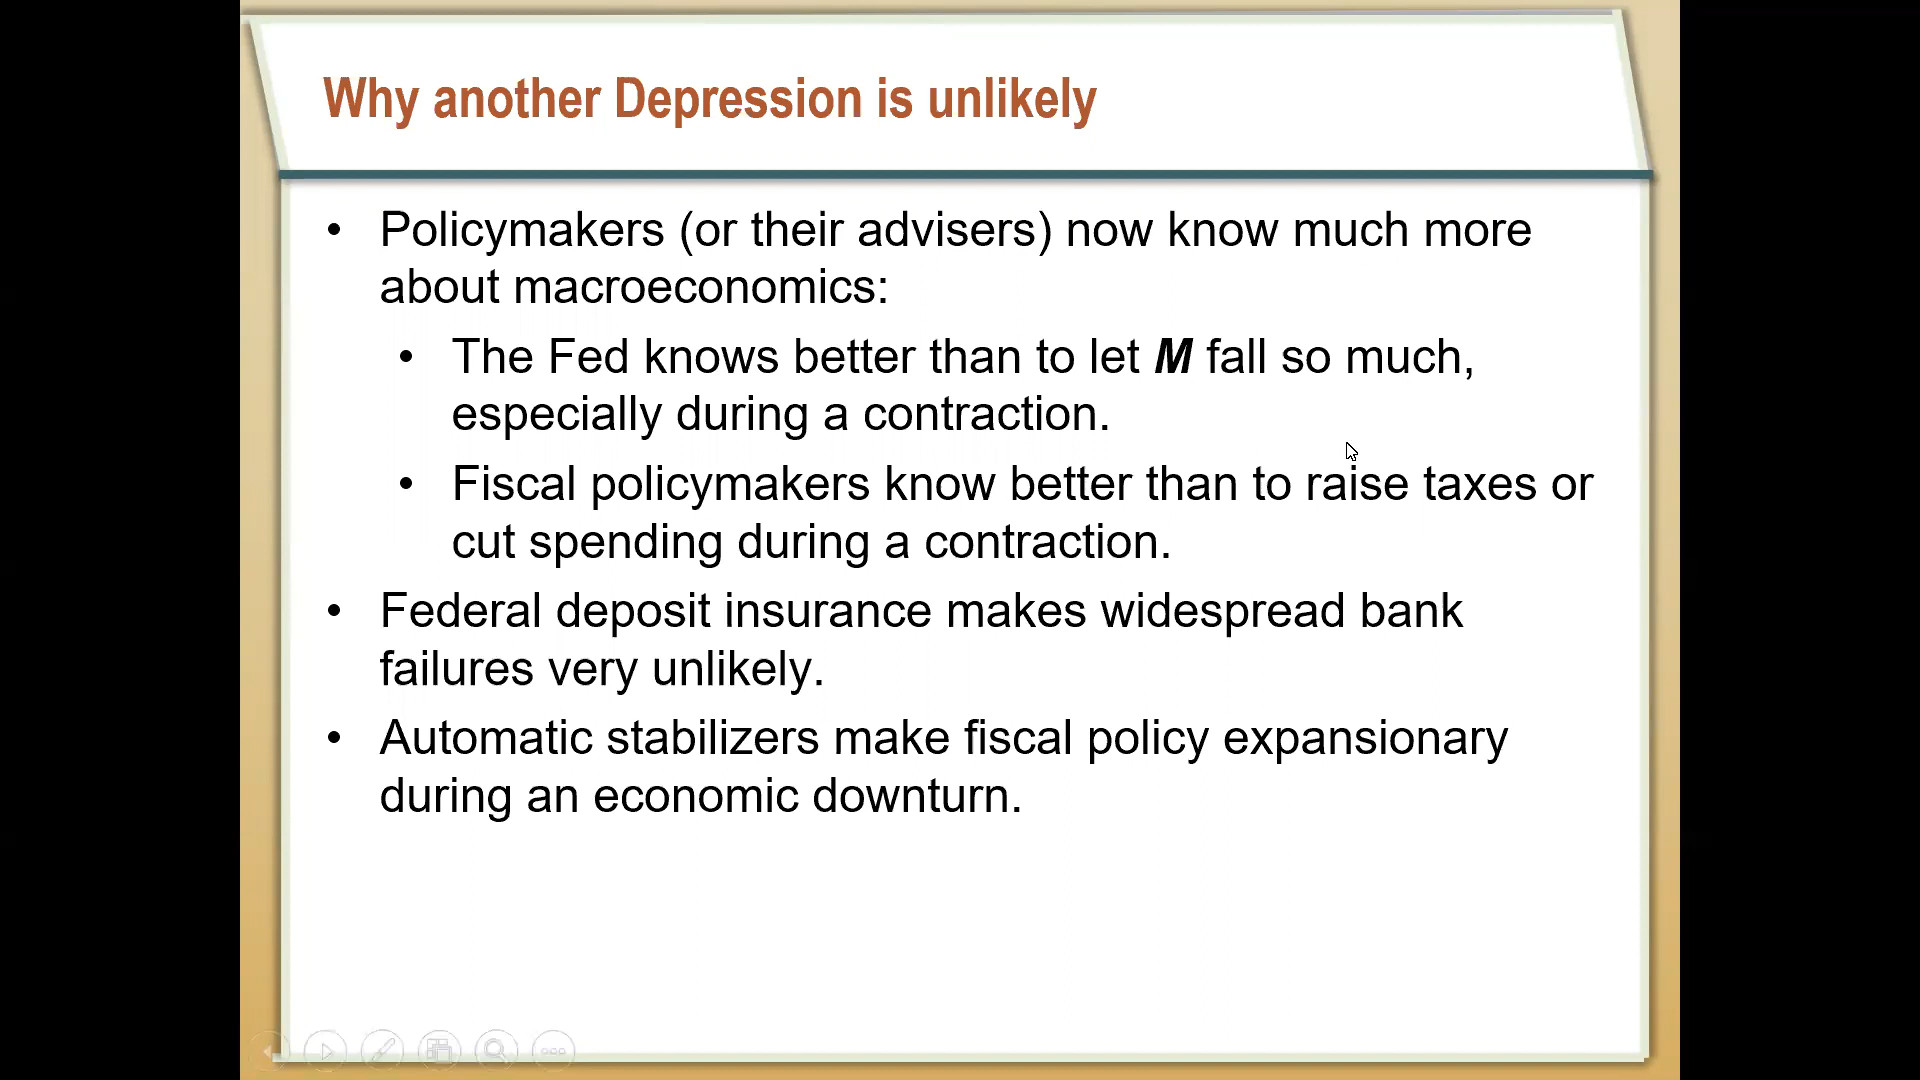 Why another Depression is unlikely
• Policymakers (or their advisers) now know much more
about macroeconomics:
• The Fed knows better than to let M fall so much,
especially during a contraction.
• Fiscal policymakers know better than to raise taxes or
cut spending during a contraction.
• Federal deposit insurance makes widespread bank
failures very unlikely.
• Automatic stabilizers make fiscal policy expansionary
during an economic downturn.